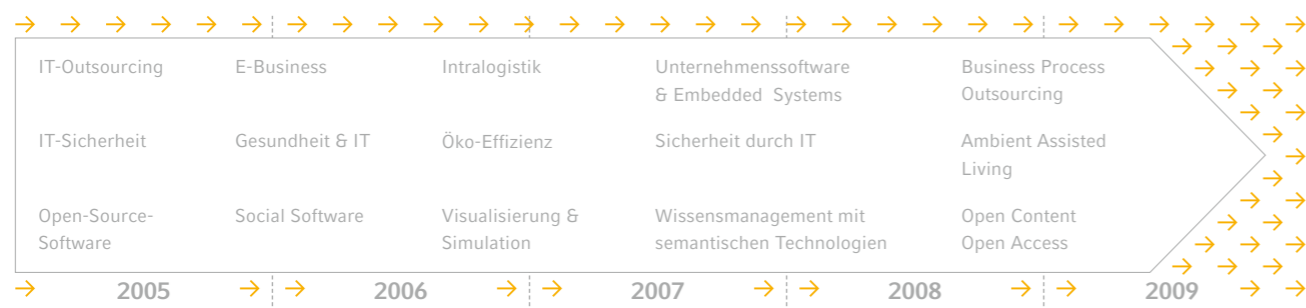 IT-Outsourcing
E-Business
Intralogistik
Unternehmenssoftware
& Embedded Systems
Business Process
Outsourcing
IT-Sicherheit
Gesundheit & IT
Öko-Effizienz
Sicherheit durch IT
Ambient Assisted
Living
Open-Source-
Software
Social Software
Visualisierung &
Simulation
Wissensmanagement mit
semantischen Technologien
Open Content
Open Access
2005
2006
2007
2008
2009